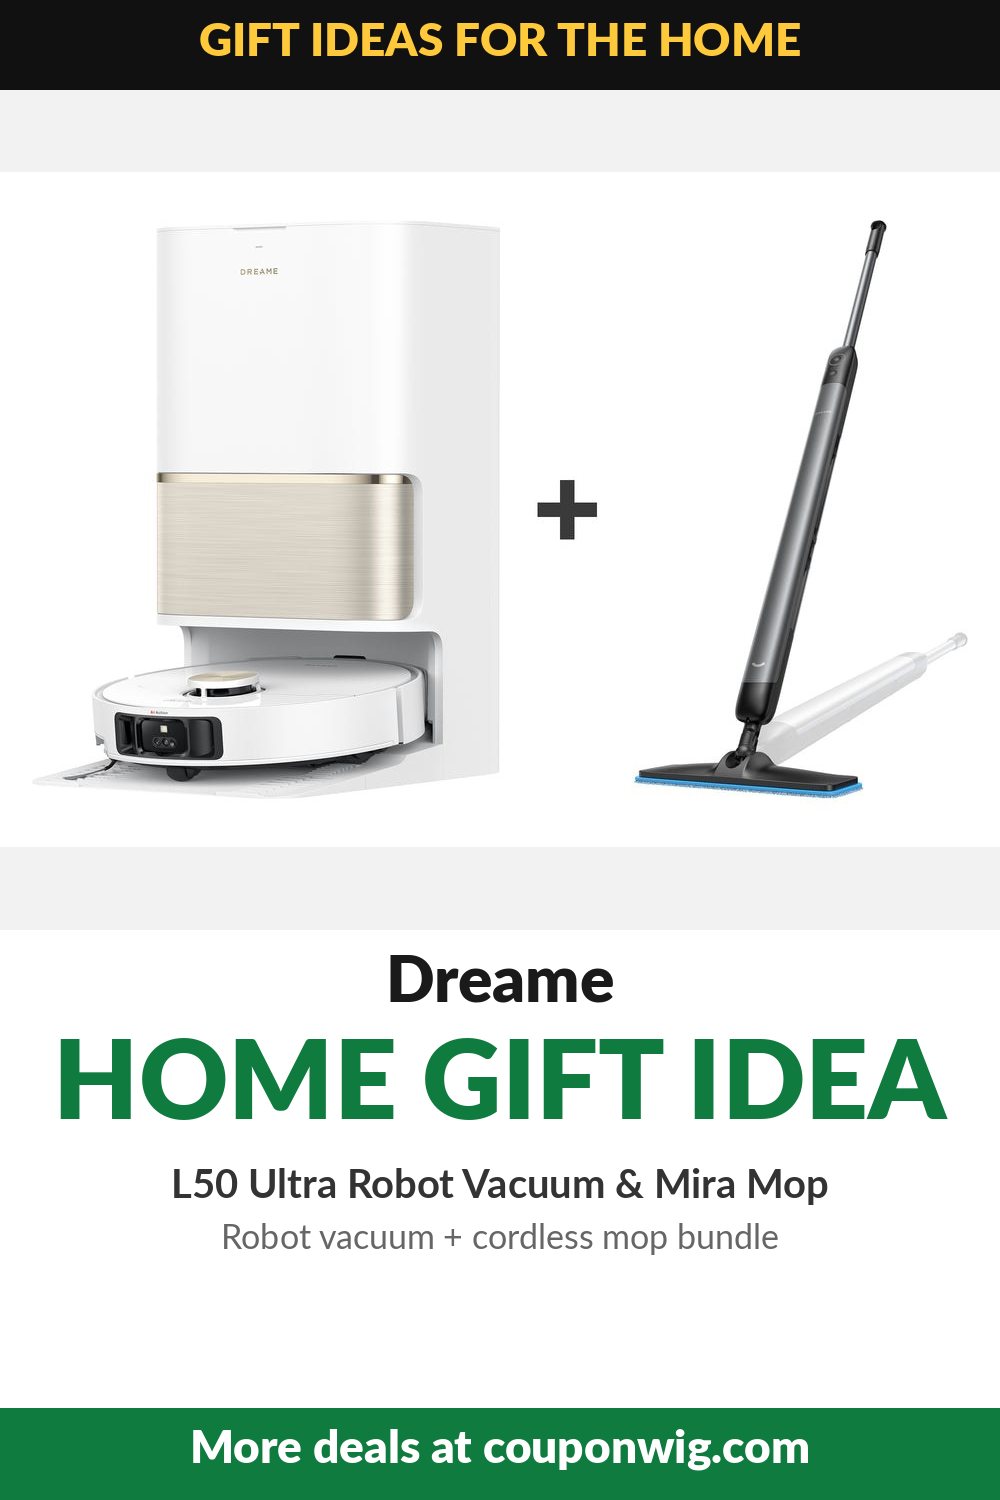 GIFT IDEAS FOR THE HOME
DREAME
+
Dreame
HOME GIFT IDEA
L50 Ultra Robot Vacuum & Mira Mop
Robot vacuum + cordless mop bundle
More deals at couponwig.com